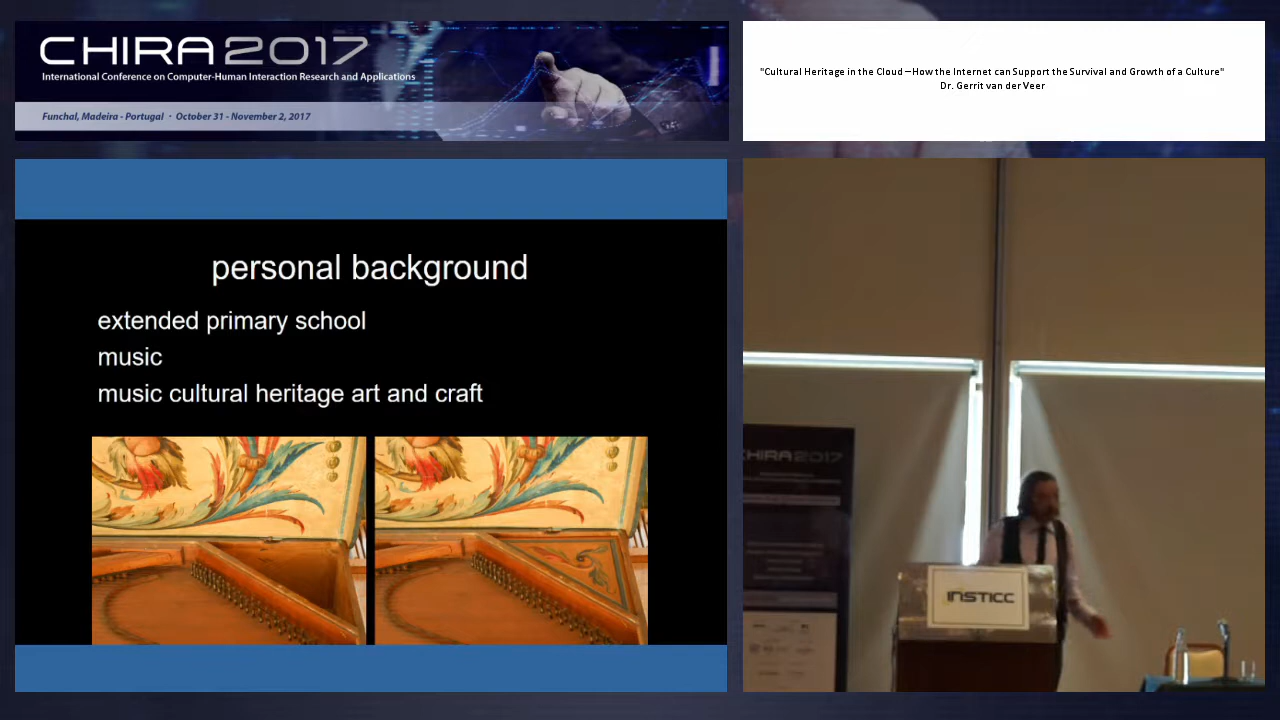 CHIRA 2017
International Conference on Computer-Human Interaction Research and Applications
Funchal, Madeira - Portugal · October 31 - November 2, 2017
"Cultural Heritage in the Cloud – How the Internet can Support the Survival and Growth of a Culture"
Dr. Gerrit van der Veer
personal background
extended primary school
music
music cultural heritage art and craft
CHIRA 2017
INSTICC